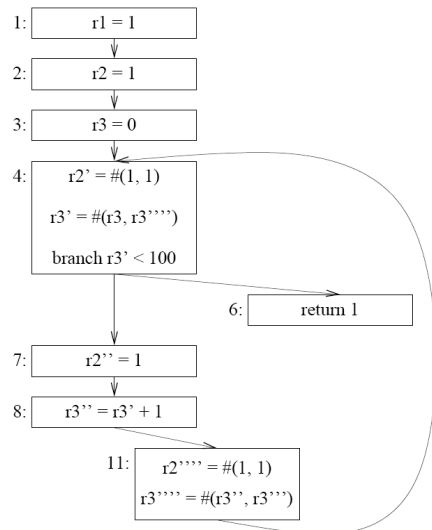 1: r1 = 1
2: r2 = 1
3: r3 = 0
4: r2’ = #(1, 1)
r3’ = #(r3, r3’’’’)
branch r3’ < 100
6: return 1
7: r2’’ = 1
8: r3’’ = r3’ + 1
11: r2’’’’ = #(1, 1)
r3’’’’ = #(r3’’, r3’’’)